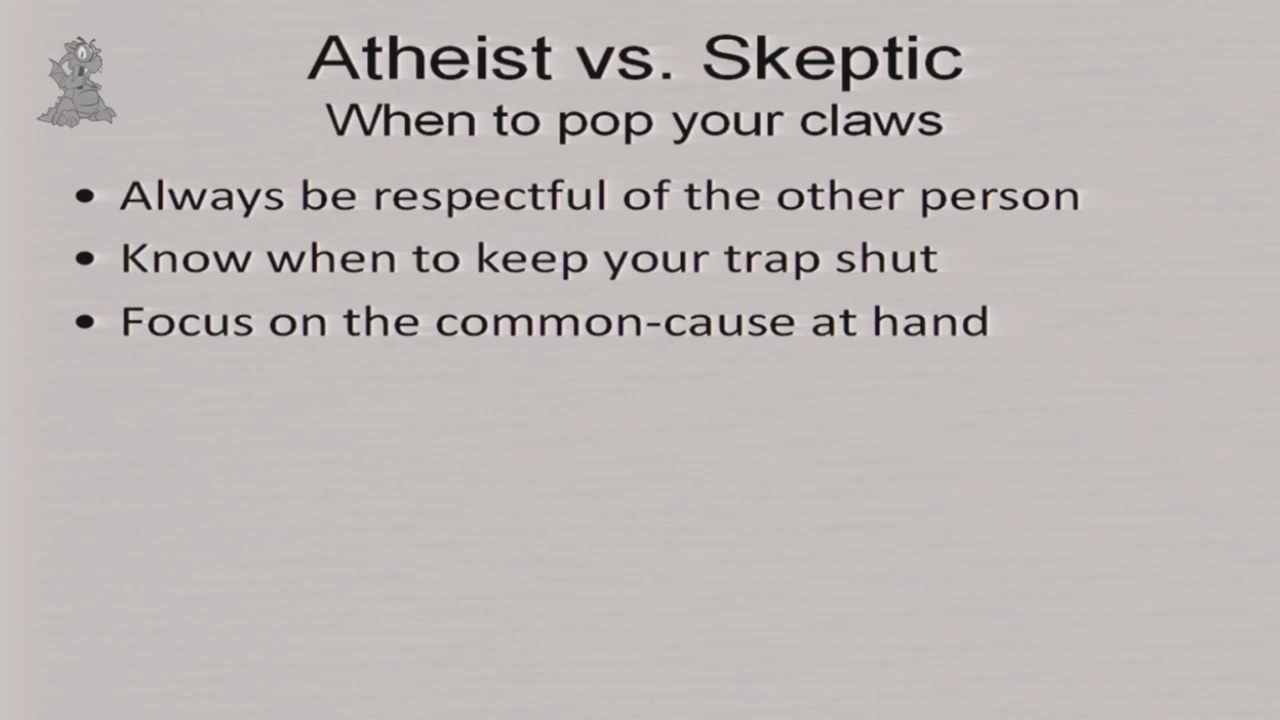 Atheist vs. Skeptic
When to pop your claws
• Always be respectful of the other person
• Know when to keep your trap shut
• Focus on the common-cause at hand